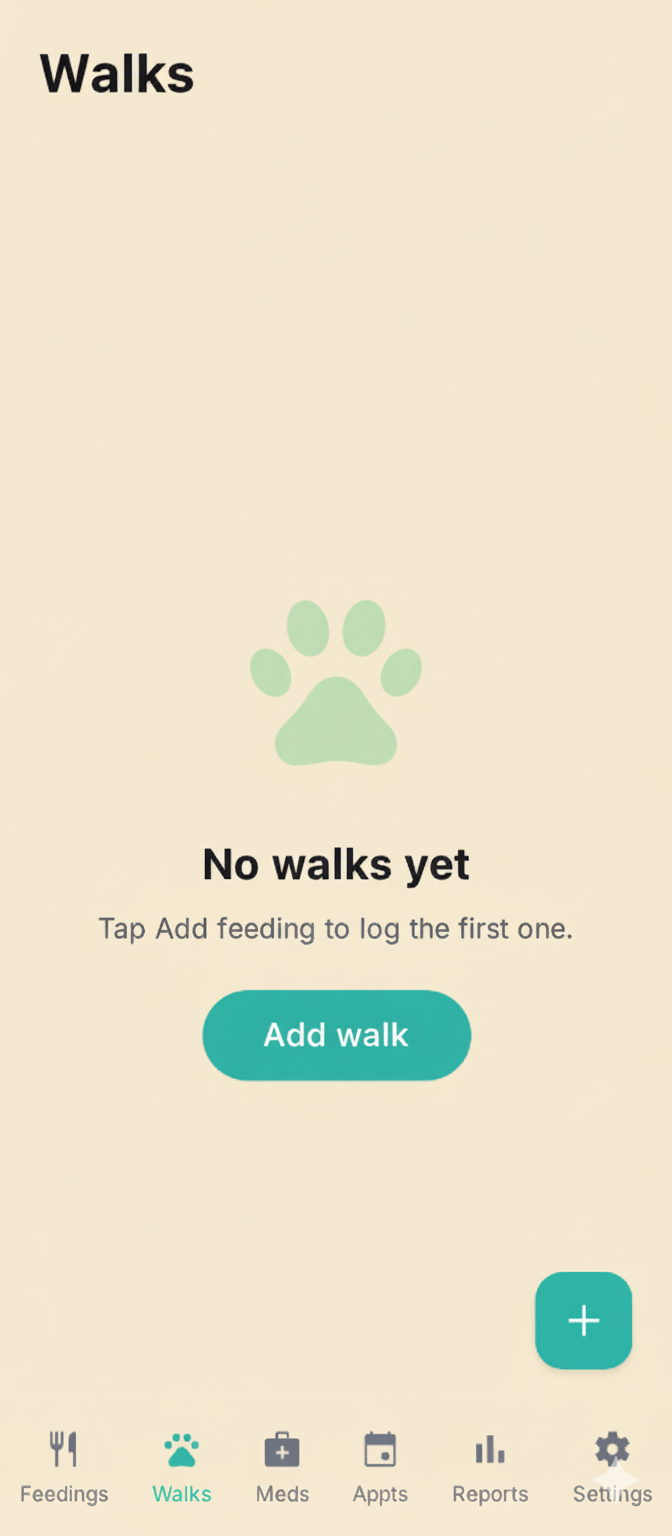 Walks
No walks yet
Tap Add feeding to log the first one.
Add walk
Feedings Walks Meds Appts Reports Settings